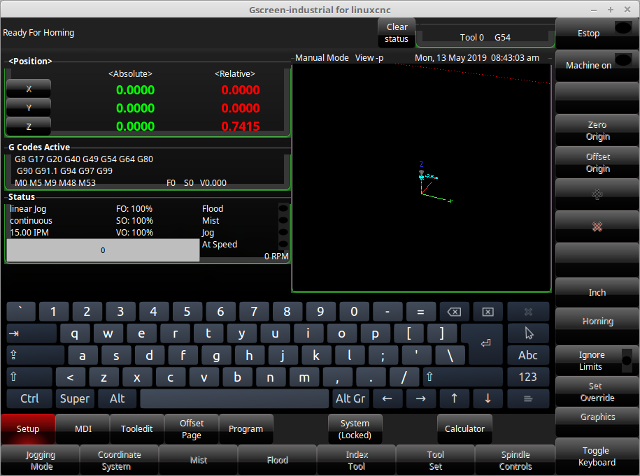 Gscreen-industrial for linuxcnc
Ready For Homing
Clear
status
Tool 0 G54
Estop
Machine on
<Position>
<Absolute> <Relative>
X 0.0000 0.0000
Y 0.0000 0.0000
Z 0.0000 0.7415
Manual Mode View -p Mon, 13 May 2019 08:43:03 am
Z
Zero
Origin
Offset
Origin
G Codes Active
G8 G17 G20 G40 G49 G54 G64 G80
G90 G91.1 G94 G97 G99
M0 M5 M9 M48 M53 F0 S0 V0.000
Status
linear Jog FO: 100% Flood
continuous SO: 100% Mist
15.00 IPM VO: 100% Jog
At Speed
0
0 RPM
Inch
Homing
Ignore
Limits
Set
Override
Graphics
Toggle
Keyboard
` 1 2 3 4 5 6 7 8 9 0 - =
q w e r t y u i o p [ ]
a s d f g h j k l ; ' \ Abc
< z x c v b n m , . / 123
Ctrl Super Alt Alt Gr ← → ↑ ↓
Setup MDI Tooledit Offset
Page Program System
(Locked) Calculator
Jogging
Mode Coordinate
System Mist Flood Index
Tool Tool
Set Spindle
Controls